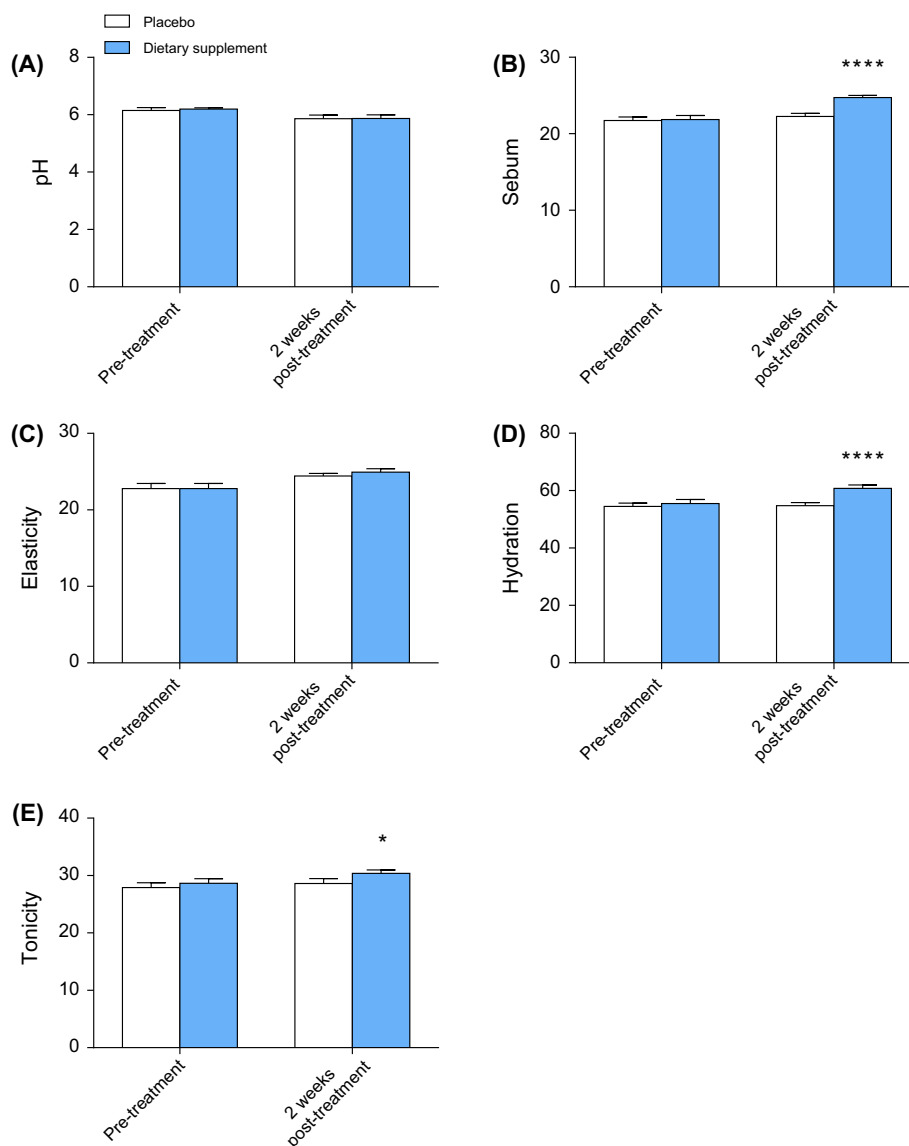 Placebo
Dietary supplement
(A)
8
6
4
2
0
pH
Pre-treatment
2 weeks
post-treatment
(B)
30
20
10
0
Sebum
****
Pre-treatment
2 weeks
post-treatment
(C)
30
20
10
0
Elasticity
Pre-treatment
2 weeks
post-treatment
(D)
80
60
40
20
0
Hydration
****
Pre-treatment
2 weeks
post-treatment
(E)
40
30
20
10
0
Tonicity
*
Pre-treatment
2 weeks
post-treatment